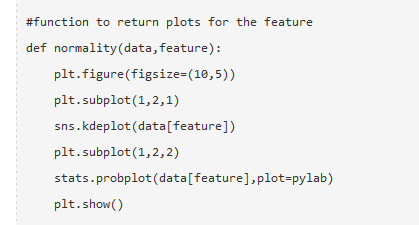 #function to return plots for the feature
def normality(data,feature):
    plt.figure(figsize=(10,5))
    plt.subplot(1,2,1)
    sns.kdeplot(data[feature])
    plt.subplot(1,2,2)
    stats.probplot(data[feature],plot=pylab)
    plt.show()